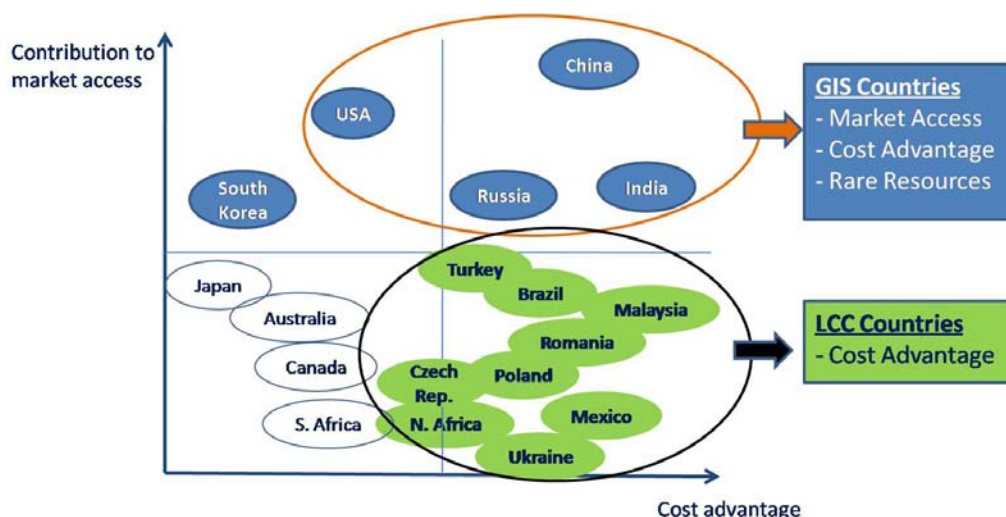 Contribution to
market access
China
USA
South
Korea
Russia
India
GIS Countries
- Market Access
- Cost Advantage
- Rare Resources
Turkey
Japan
Brazil
Malaysia
Australia
Romania
LCC Countries
- Cost Advantage
Canada
Czech
Rep.
Poland
Mexico
S. Africa
N. Africa
Ukraine
Cost advantage